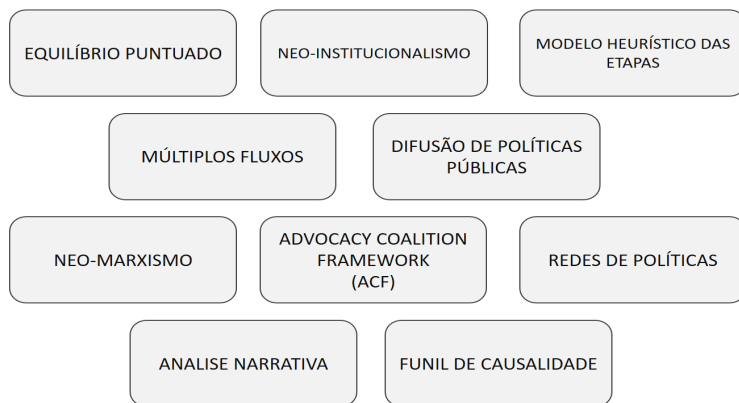 EQUILÍBRIO PUNTUADO
NEO-INSTITUCIONALISMO
MODELO HEURÍSTICO DAS
ETAPAS
MÚLTIPLOS FLUXOS
DIFUSÃO DE POLÍTICAS
PÚBLICAS
NEO-MARXISMO
ADVOCACY COALITION
FRAMEWORK
(ACF)
REDES DE POLÍTICAS
ANALISE NARRATIVA
FUNIL DE CAUSALIDADE